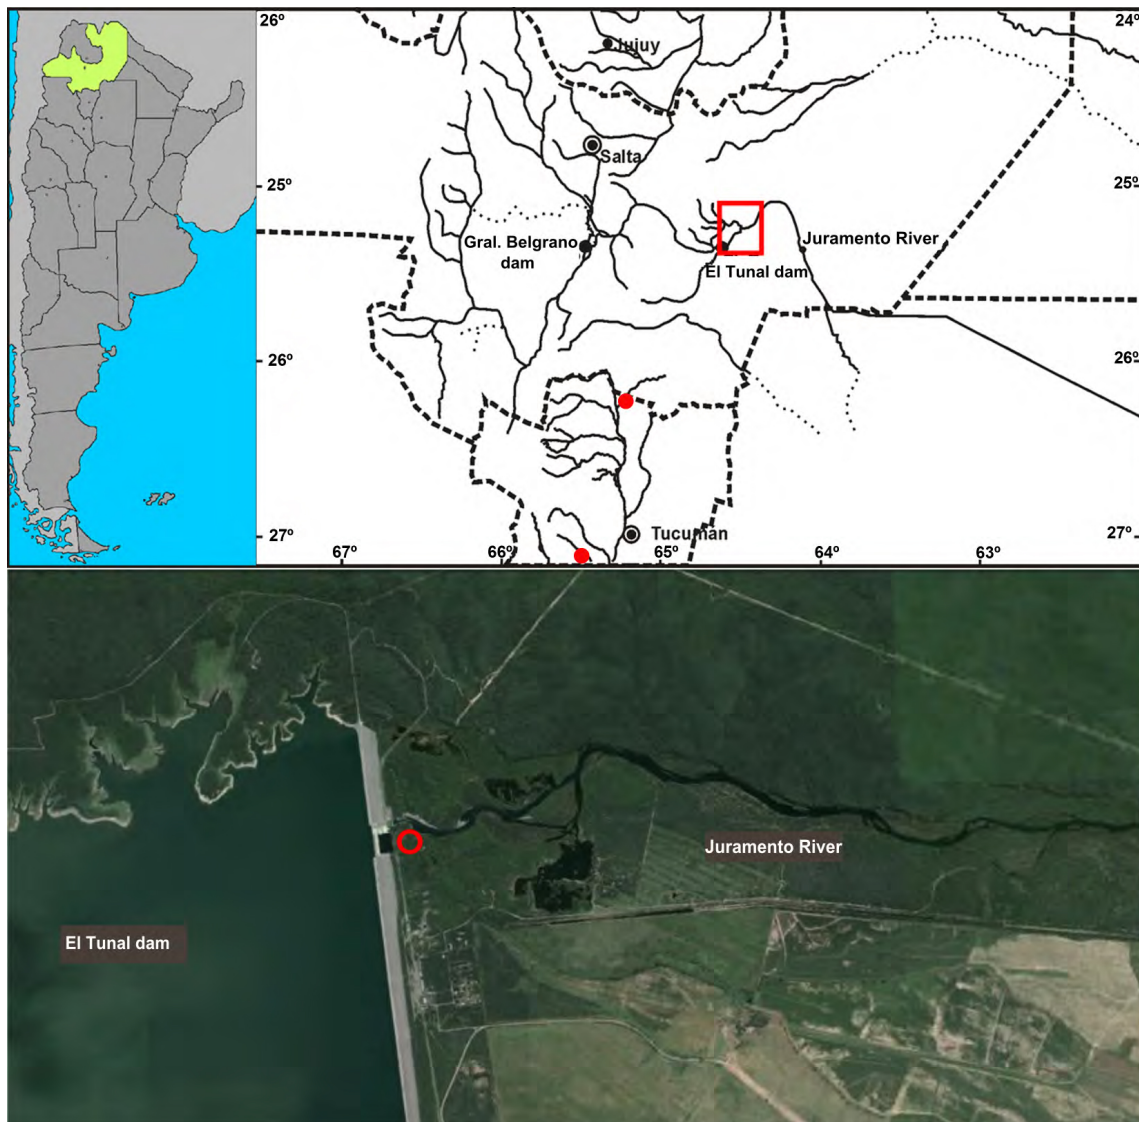 26º
24º
Jujuy
Salta
25º
25º
Gral. Belgrano
dam
Juramento River
El Tunal dam
26º
26º
Tucumán
27º
27º
67º
66º
65º
64º
63º
Juramento River
El Tunal dam